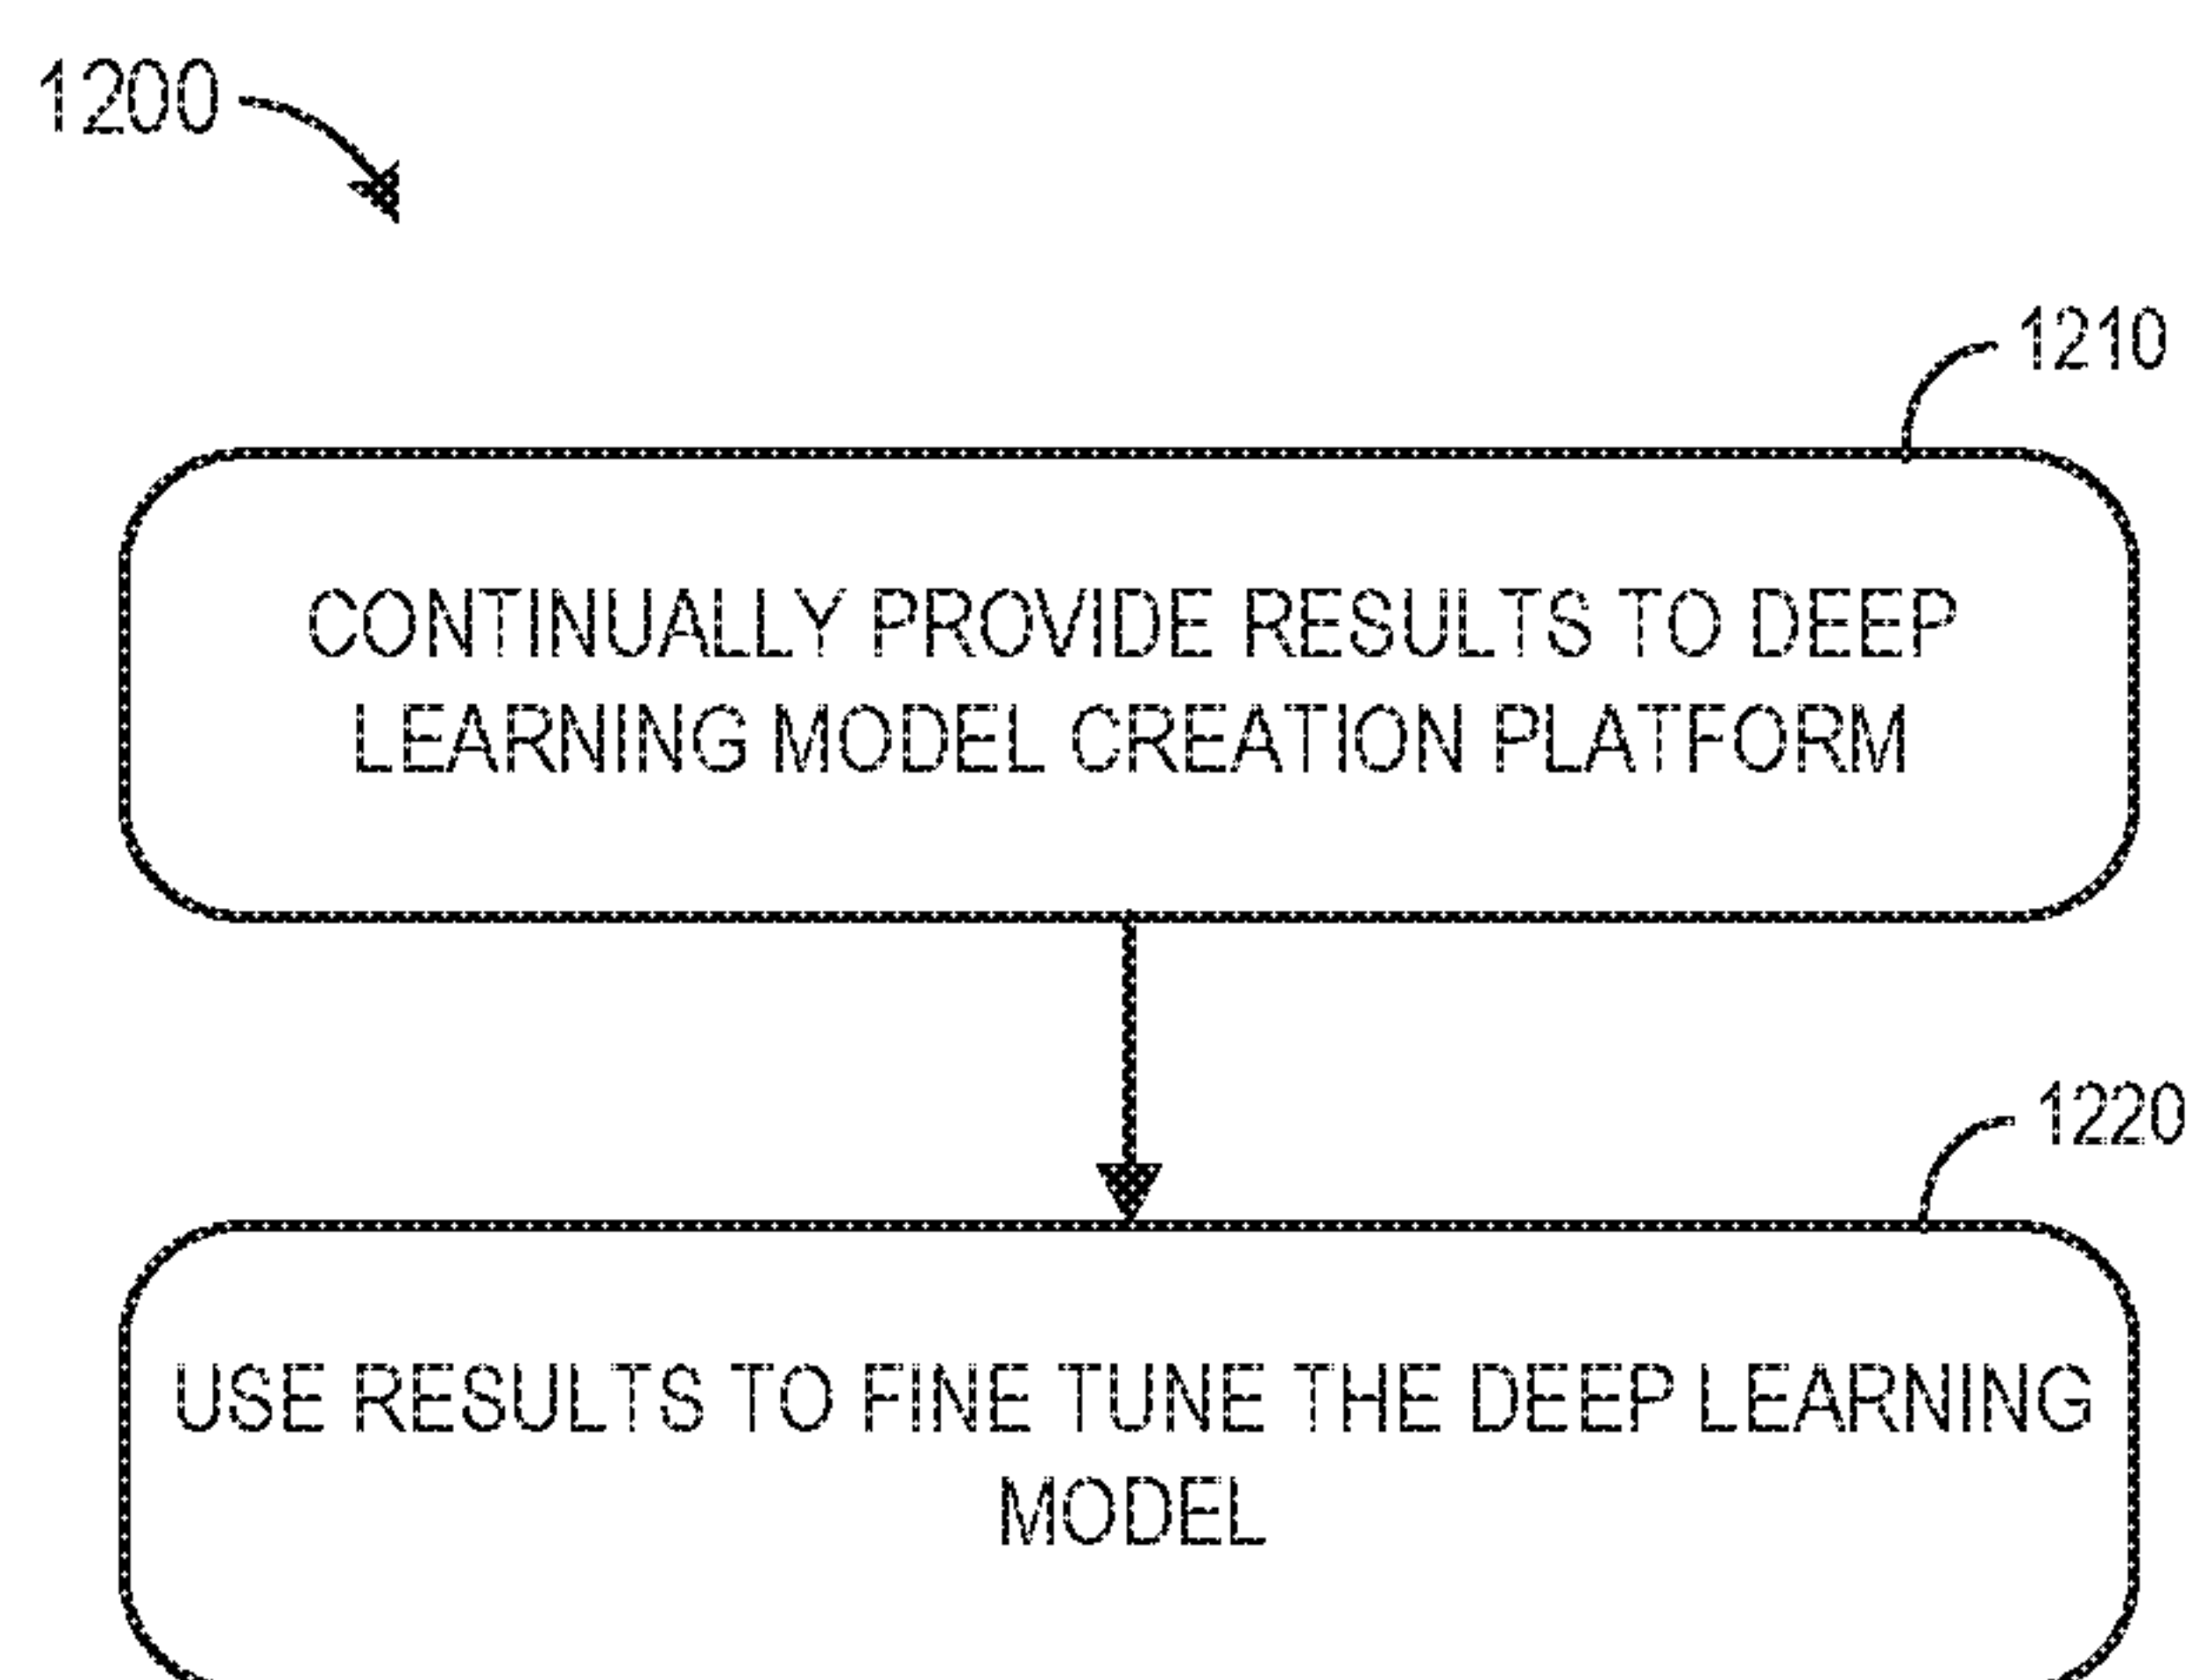 1200
1210
CONTINUALLY PROVIDE RESULTS TO DEEP
LEARNING MODEL CREATION PLATFORM
1220
USE RESULTS TO FINE TUNE THE DEEP LEARNING
MODEL